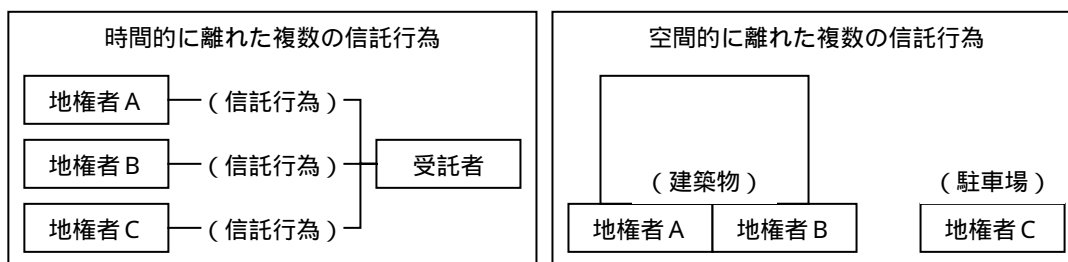 時間的に離れた複数の信託行為
地権者A
(信託行為)
地権者B
(信託行為)
受託者
地権者C
(信託行為)
空間的に離れた複数の信託行為
(建築物)
(駐車場)
地権者A
地権者B
地権者C